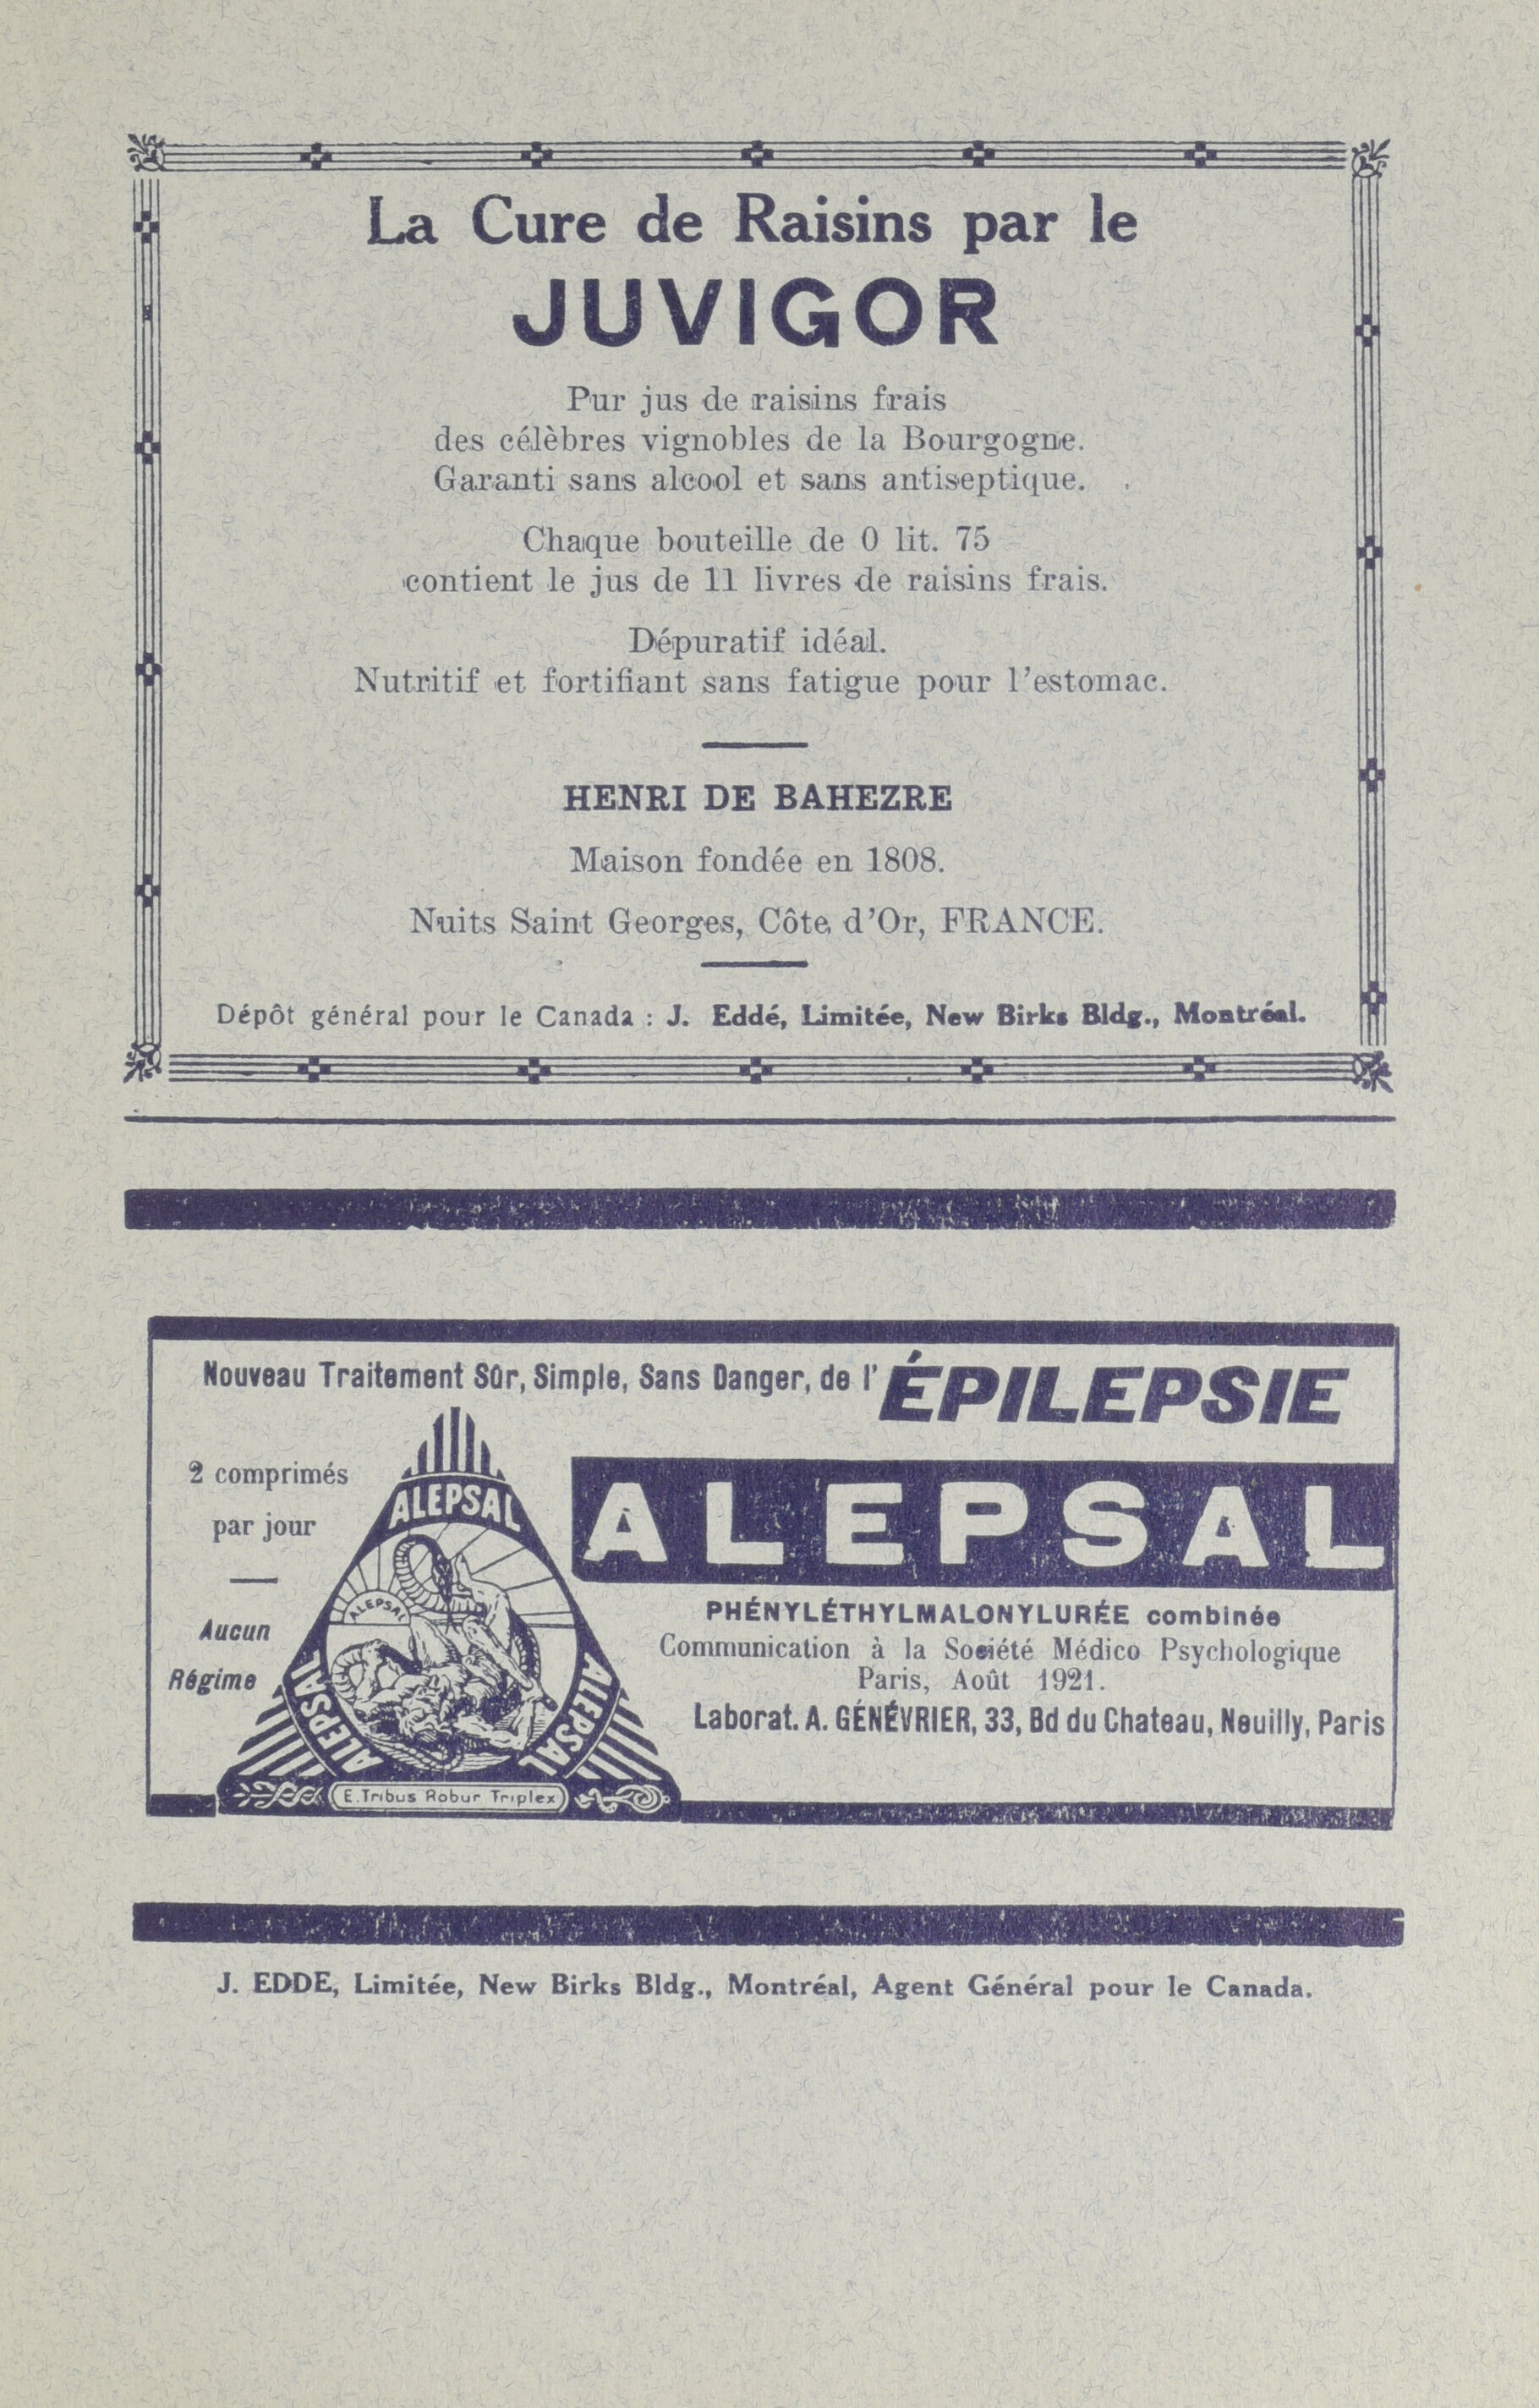 La Cure de Raisins par le
JUVIGOR
Pur jus de raisins frais
des célèbres vignobles de la Bourgogne.
Garanti sans alcool et sans antiseptique.
Chaque bouteille de 0 lit. 75
contient le jus de 11 livres de raisins frais.
Dépuratif idéal.
Nutritif et fortifiant sans fatigue pour l'estomac.
HENRI DE BAHEZRE
Maison fondée en 1808.
Nuits Saint Georges, Côte d'Or, FRANCE.
Dépôt général pour le Canada : J. Eddé, Limitée, New Birks Bldg., Montréal.
Nouveau Traitement Sûr, Simple, Sans Danger, de l' ÉPILEPSIE
2 comprimés
par jour
Aucun
Régime
ALEPSAL
ALEPSAL
ALEPSAL
ALEPSAL
E. Tribus Robur Triplex
ALEPSAL
PHÉNYLÉTHYLMALONYLURÉE combinée
Communication à la Société Médico Psychologique
Paris, Août 1921.
Laborat. A. GÉNÉVRIER, 33, Bd du Chateau, Neuilly, Paris
J. EDDE, Limitée, New Birks Bldg., Montréal, Agent Général pour le Canada.